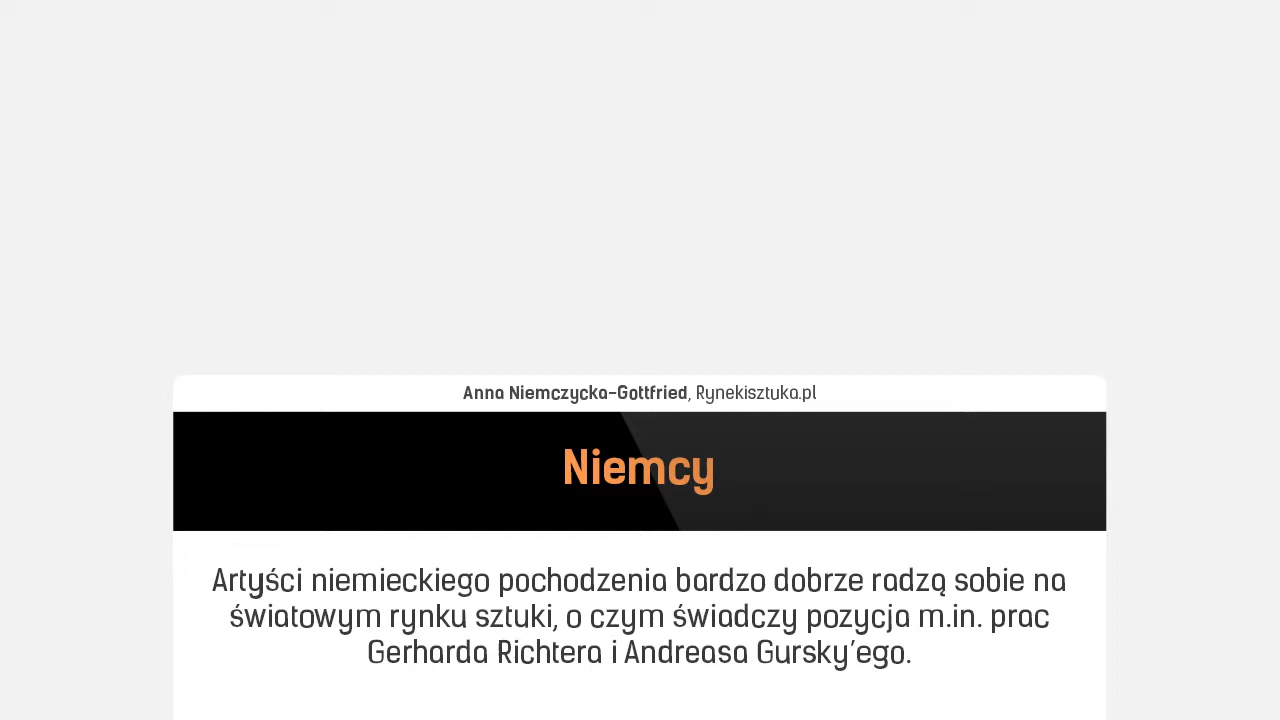 Anna Niemczycka-Gottfried, Rynekisztuka.pl
Niemcy
Artyści niemieckiego pochodzenia bardzo dobrze radzą sobie na
światowym rynku sztuki, o czym świadczy pozycja m.in. prac
Gerharda Richtera i Andreasa Gursky'ego.